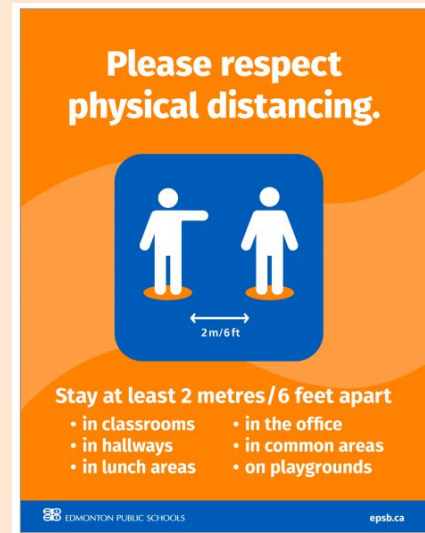 Please respect
physical distancing.
2 m/6 ft
Stay at least 2 metres/6 feet apart
• in classrooms
• in hallways
• in lunch areas
• in the office
• in common areas
• on playgrounds
EDMONTON PUBLIC SCHOOLS
epsb.ca